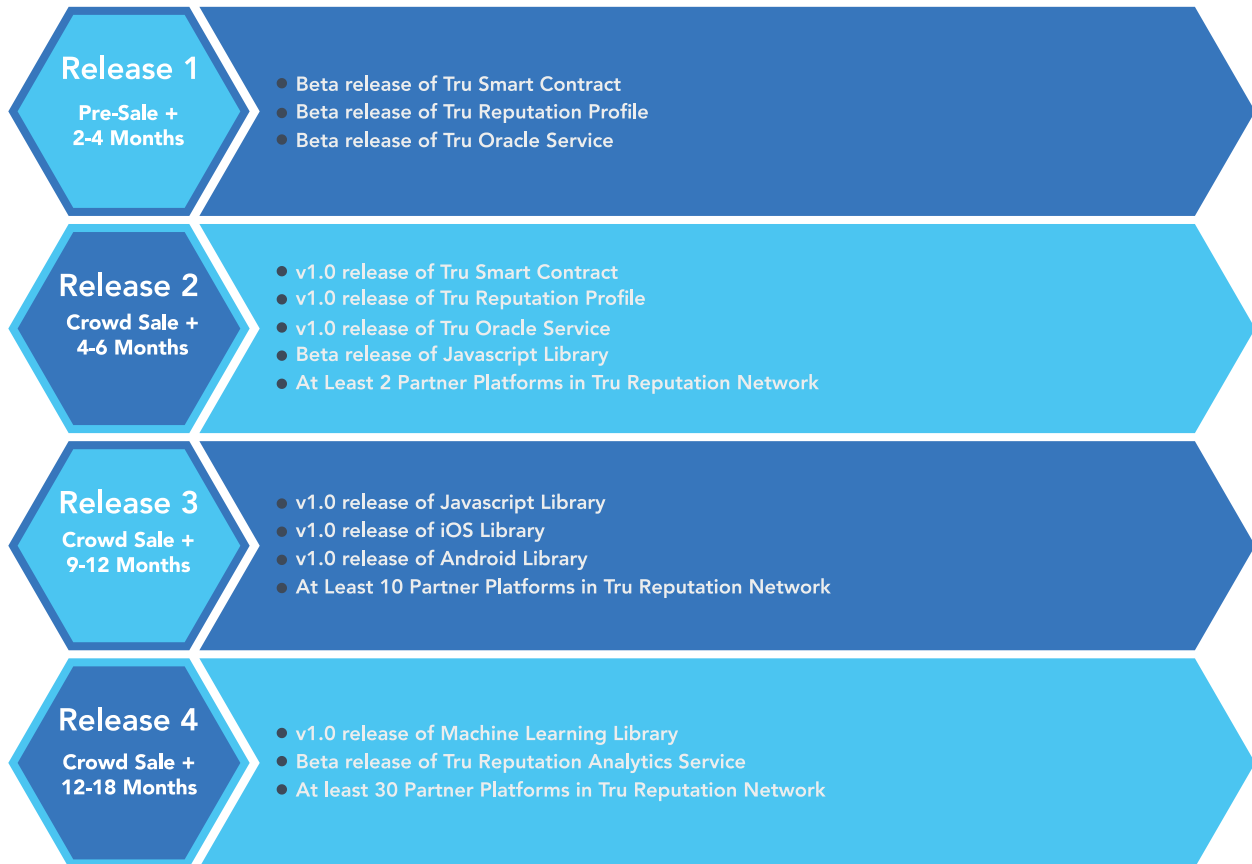 Release 1
Pre-Sale +
2-4 Months
Beta release of Tru Smart Contract
Beta release of Tru Reputation Profile
Beta release of Tru Oracle Service
Release 2
Crowd Sale +
4-6 Months
v1.0 release of Tru Smart Contract
v1.0 release of Tru Reputation Profile
v1.0 release of Tru Oracle Service
Beta release of Javascript Library
At Least 2 Partner Platforms in Tru Reputation Network
Release 3
Crowd Sale +
9-12 Months
v1.0 release of Javascript Library
v1.0 release of iOS Library
v1.0 release of Android Library
At Least 10 Partner Platforms in Tru Reputation Network
Release 4
Crowd Sale +
12-18 Months
v1.0 release of Machine Learning Library
Beta release of Tru Reputation Analytics Service
At least 30 Partner Platforms in Tru Reputation Network